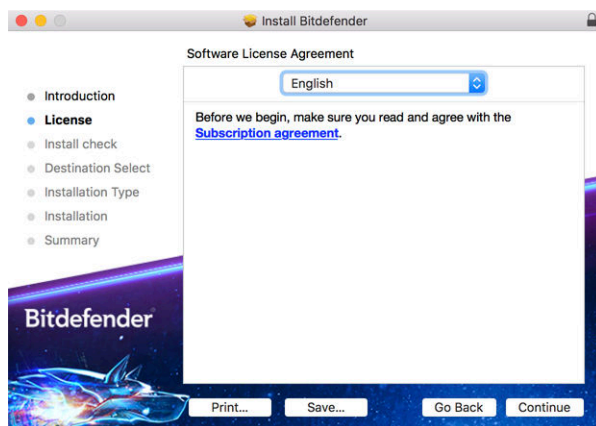 Install Bitdefender
Software License Agreement
English
Introduction
License
Install check
Destination Select
Installation Type
Installation
Summary
Before we begin, make sure you read and agree with the
Subscription agreement.
Bitdefender
Print... Save... Go Back Continue